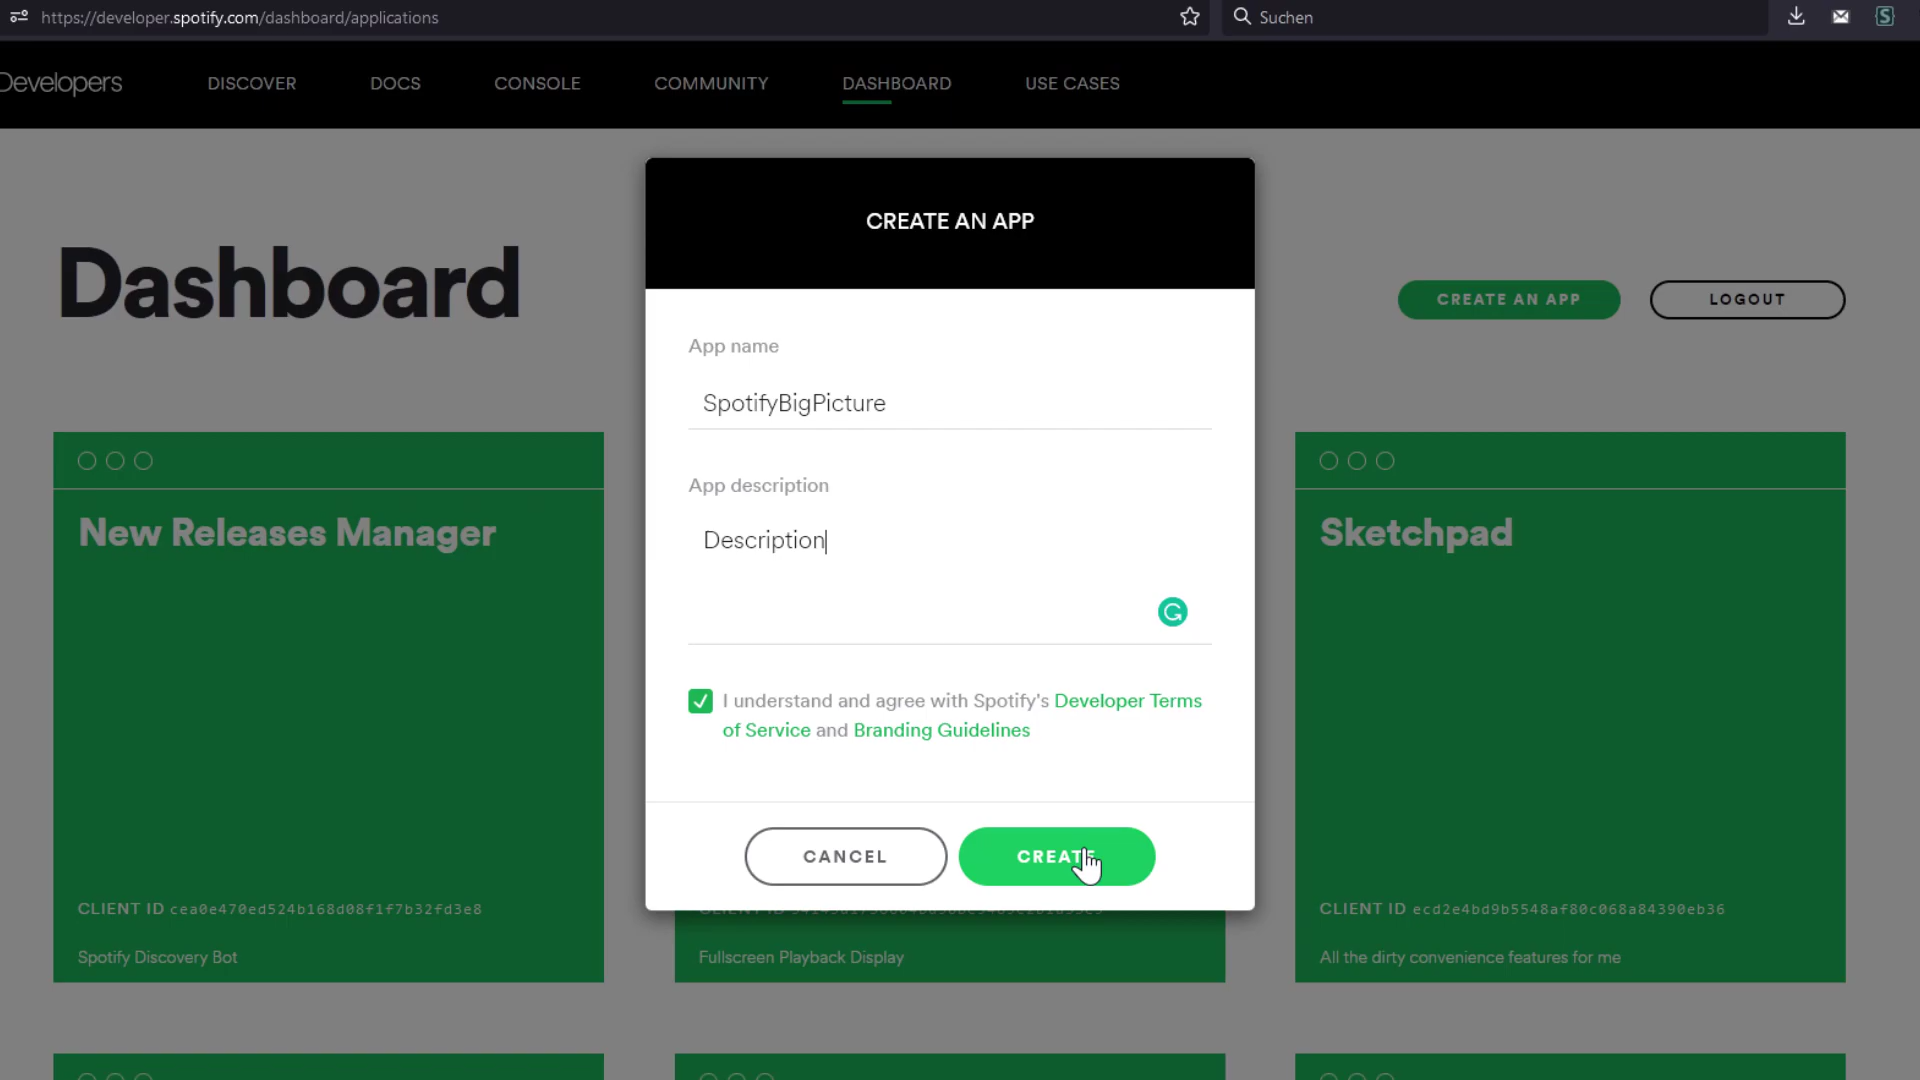 https://developer.spotify.com/dashboard/applications
Suchen
Developers
DISCOVER
DOCS
CONSOLE
COMMUNITY
DASHBOARD
USE CASES
Dashboard
CREATE AN APP
LOGOUT
CREATE AN APP
App name
SpotifyBigPicture
App description
Description
I understand and agree with Spotify's Developer Terms
of Service and Branding Guidelines
CANCEL
CREATE
New Releases Manager
CLIENT ID cea0e470ed524b168d08f1f7b32fd3e8
Spotify Discovery Bot
CLIENT ID
Fullscreen Playback Display
Sketchpad
CLIENT ID ecd2e4bd9b5548af80c068a84390eb36
All the dirty convenience features for me